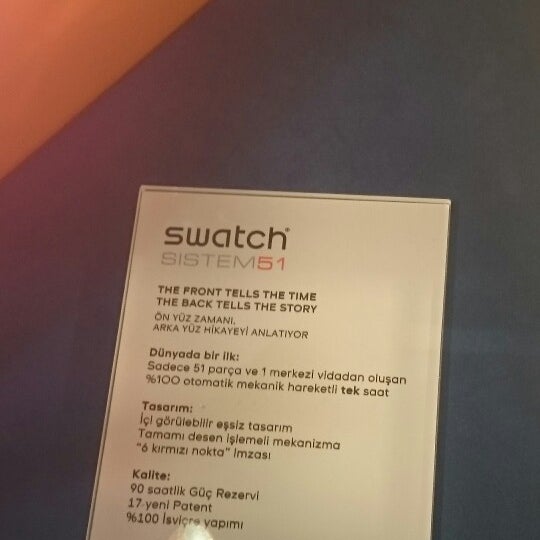 swatch
SISTEM51
THE FRONT TELLS THE TIME
THE BACK TELLS THE STORY
ÖN YÜZ ZAMANI,
ARKA YÜZ HİKAYEYİ ANLATIYOR
Dünyada bir ilk:
Sadece 51 parça ve 1 merkezi vidadan oluşan
%100 otomatik mekanik hareketli tek saat
Tasarım:
İçi görülebilir eşsiz tasarım
Tamamı desen işlemeli mekanizma
"6 kırmızı nokta" İmzası
Kalite:
90 saatlik Güç Rezervi
17 yeni Patent
%100 İsviçre yapımı